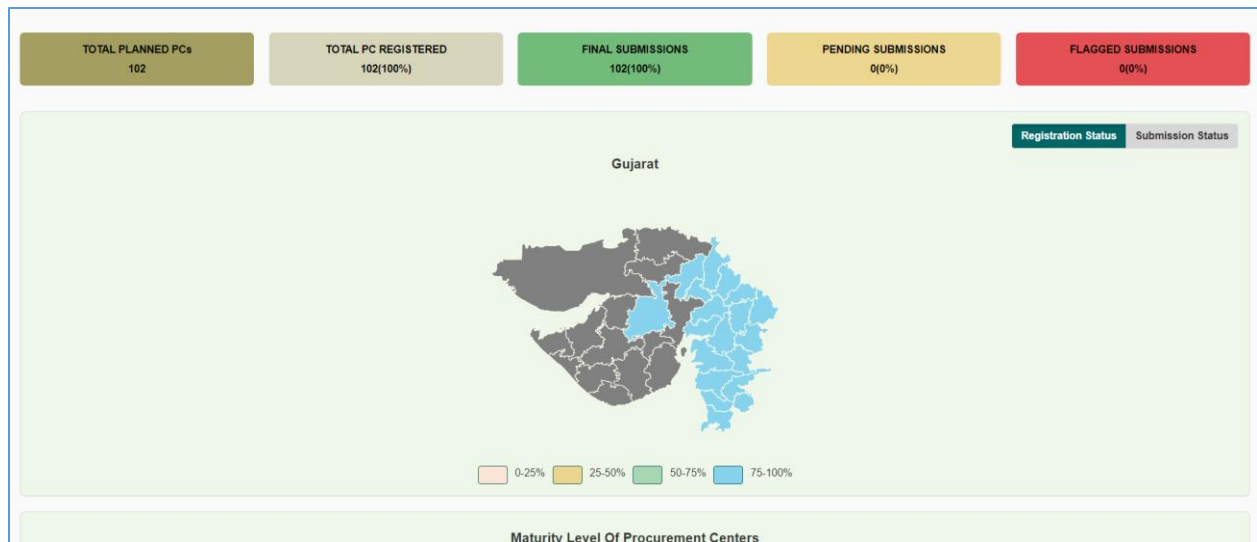 TOTAL PLANNED PCs
102
TOTAL PC REGISTERED
102(100%)
FINAL SUBMISSIONS
102(100%)
PENDING SUBMISSIONS
0(0%)
FLAGGED SUBMISSIONS
0(0%)
Registration Status Submission Status
Gujarat
0-25% 25-50% 50-75% 75-100%
Maturity Level Of Procurement Centers